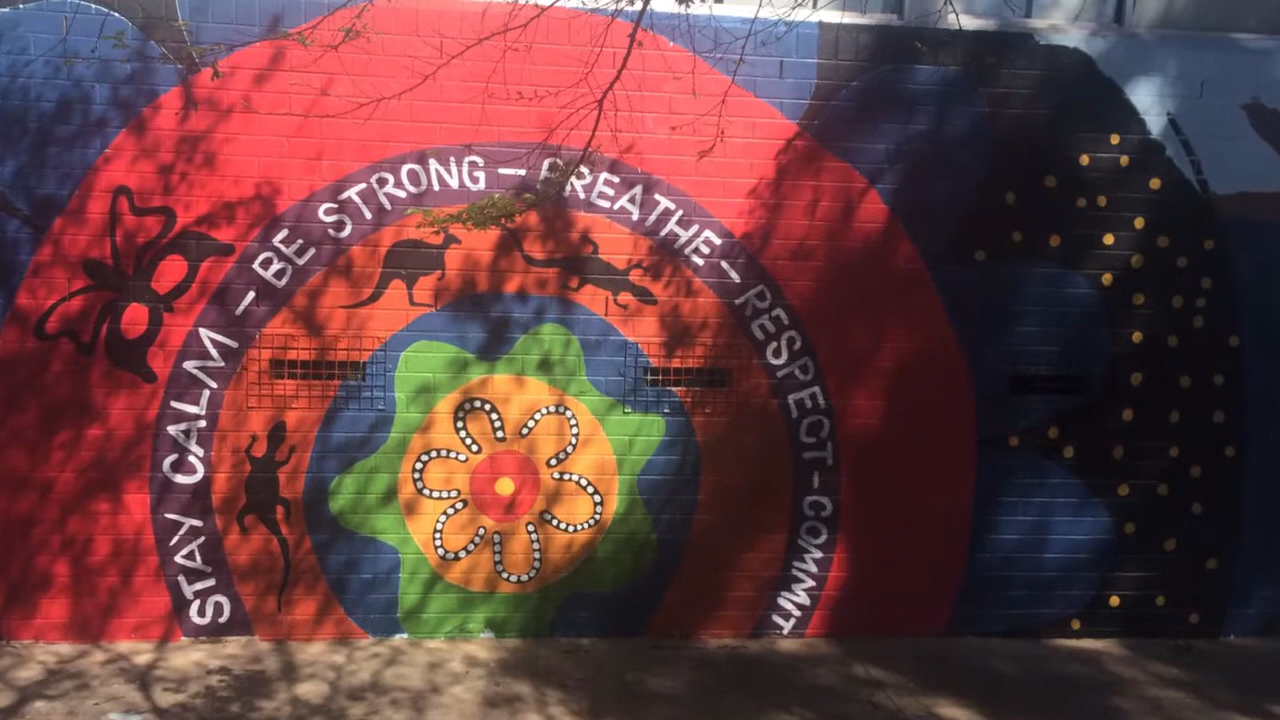 STAY CALM – BE STRONG – BREATHE – RESPECT - COMMIT